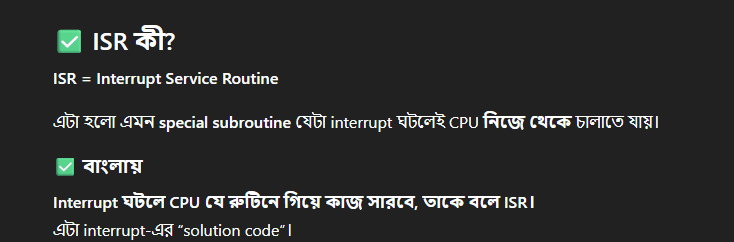 ✅ ISR কী?
ISR = Interrupt Service Routine
এটা হলো এমন special subroutine যেটা interrupt ঘটলেই CPU নিজে থেকে চালাতে যায়।
✅ বাংলায়
Interrupt ঘটলে CPU যে রুটিনে গিয়ে কাজ সারবে, তাকে বলে ISR।
এটা interrupt-এর “solution code”।